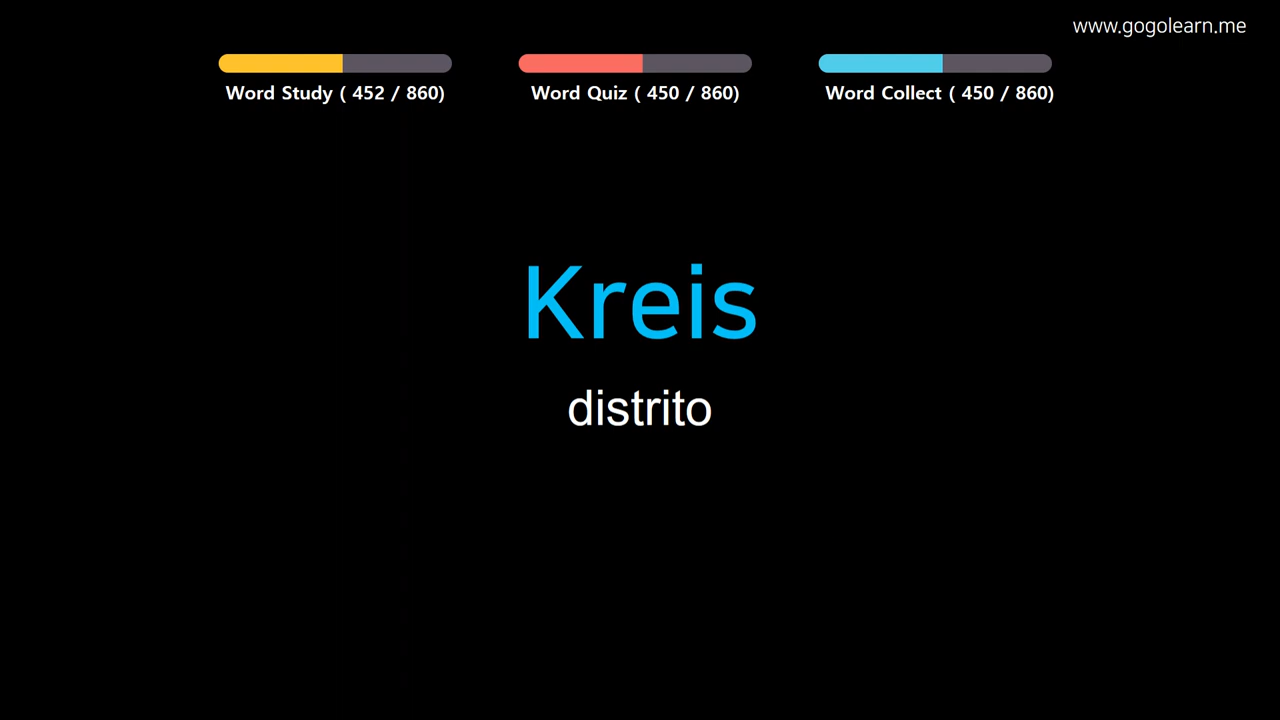 www.gogolearn.me
Word Study ( 452 / 860)
Word Quiz ( 450 / 860)
Word Collect ( 450 / 860)
Kreis
distrito